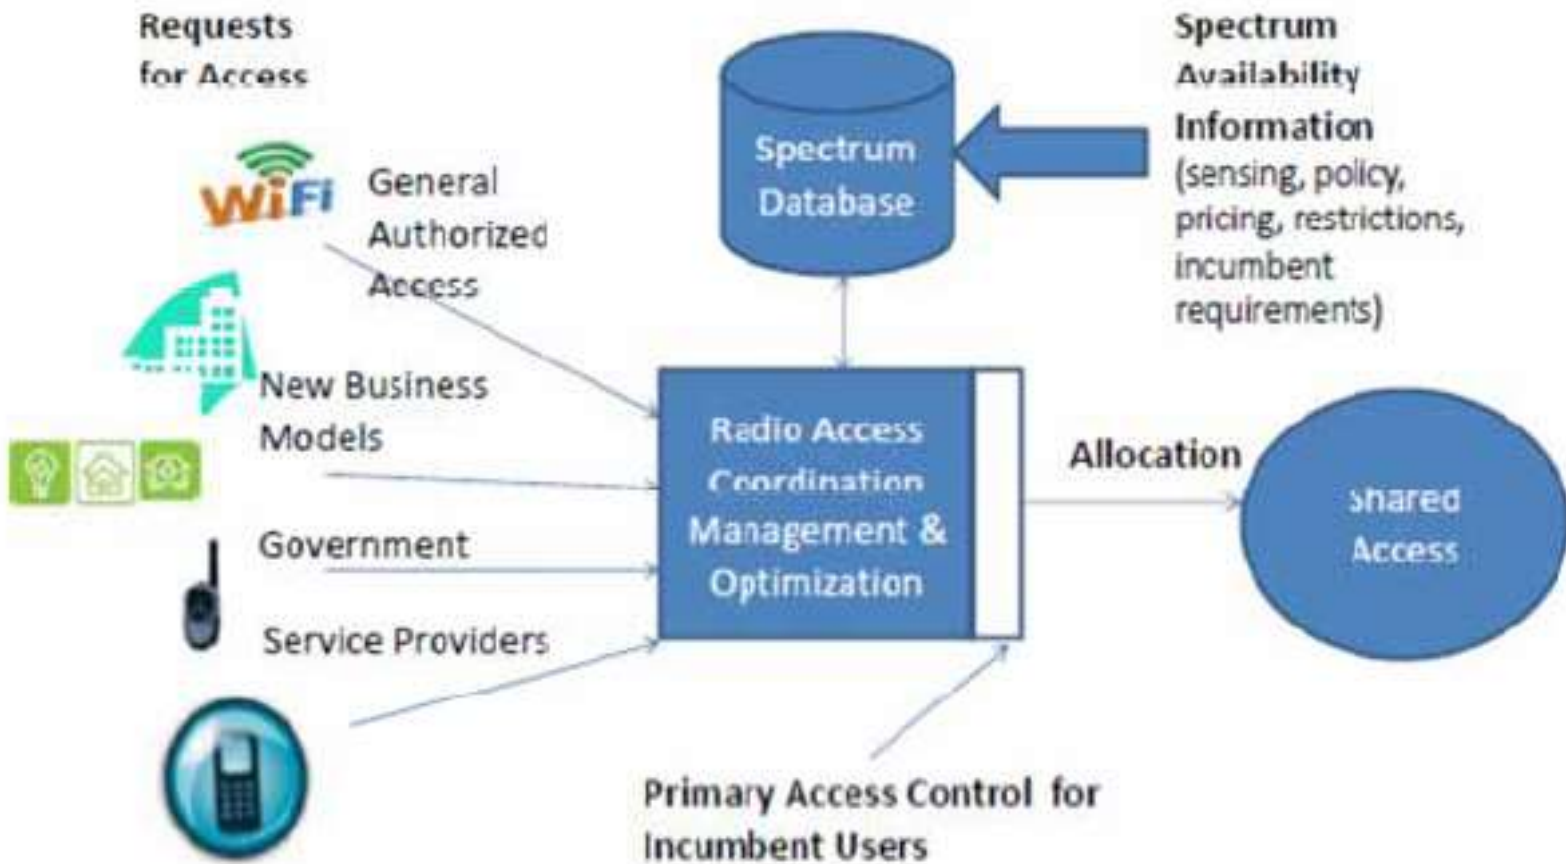 Requests
for Access
WiFi
General
Authorized
Access
New Business
Models
Government
Service Providers
Spectrum
Database
Spectrum
Availability
Information
(sensing, policy,
pricing, restrictions,
incumbent
requirements)
Radio Access
Coordination
Management &
Optimization
Allocation
Shared
Access
Primary Access Control for
Incumbent Users